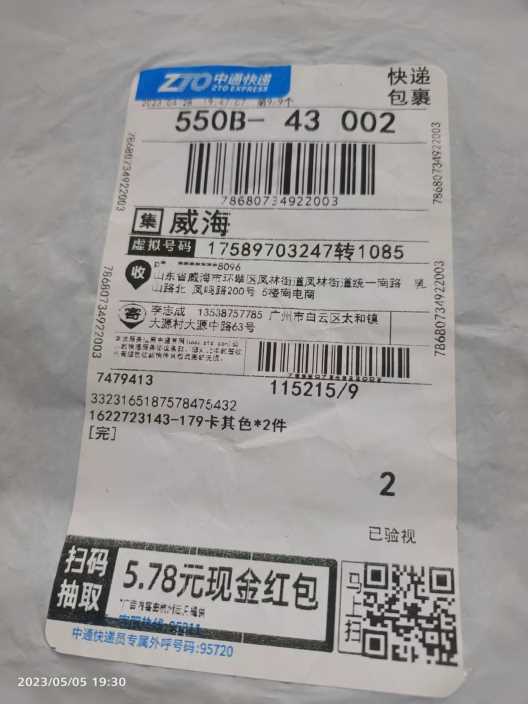 ZTO 中通快递
ZTO EXPRESS
快递
包裹
550B- 43 002
78680734922003
78680734922003
78680734922003
集 威海
虚拟号码 17589703247转1085
收 8096
山东省威海市环翠区凤林街道凤林街道统一南路
山路北 凤鸣路200号 5楼南电商
寄 李志成 13538757785 广州市白云区太和镇
大源村大源中路63号
78680734922003
78680734922003
7479413
115215/9
3323165187578475432
1622723143-179卡其色*2件
[完]
2
已验视
扫码
抽取
5.78元现金红包
马上扫
中通快递员专属外呼号码:95720
2023/05/05 19:30